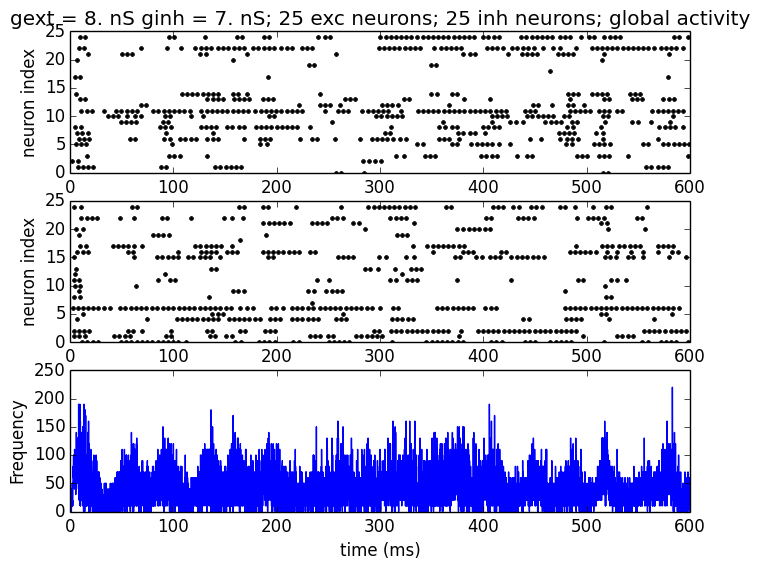 gext = 8. nS ginh = 7. nS; 25 exc neurons; 25 inh neurons; global activity
25
20
15
10
5
0
neuron index
0 100 200 300 400 500 600
25
20
15
10
5
0
neuron index
0 100 200 300 400 500 600
250
200
150
100
50
0
Frequency
0 100 200 300 400 500 600
time (ms)